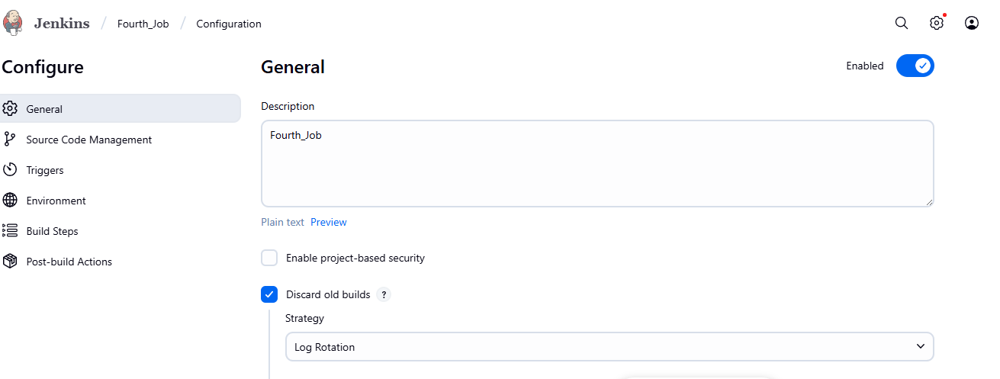 Jenkins / Fourth_Job / Configuration
Configure
General
Source Code Management
Triggers
Environment
Build Steps
Post-build Actions
General
Enabled
Description
Fourth_Job
Plain text Preview
Enable project-based security
Discard old builds ?
Strategy
Log Rotation